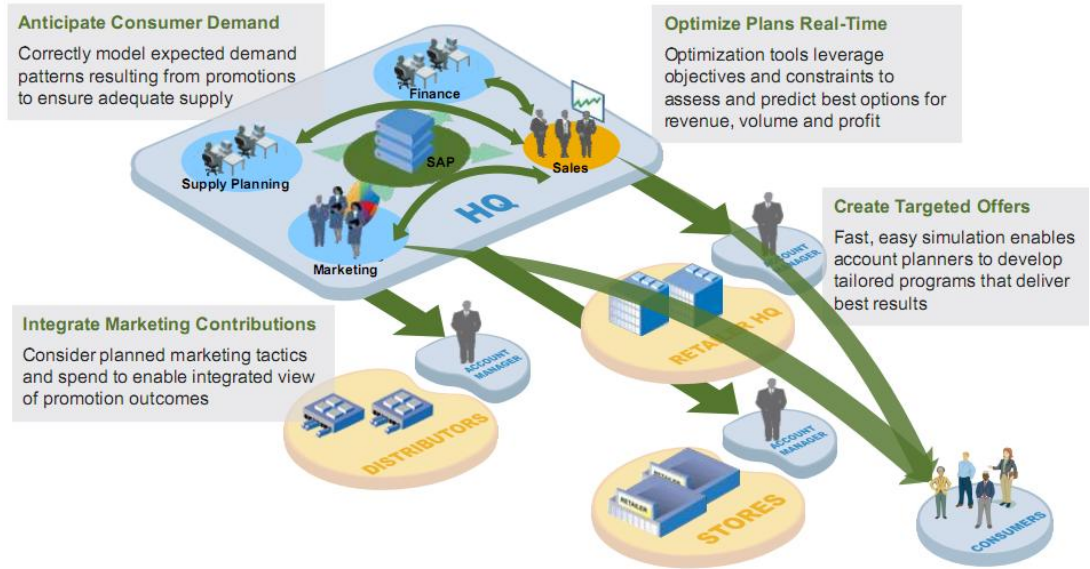 Anticipate Consumer Demand
Correctly model expected demand
patterns resulting from promotions
to ensure adequate supply
Optimize Plans Real-Time
Optimization tools leverage
objectives and constraints to
assess and predict best options for
revenue, volume and profit
Finance
SAP
Sales
Supply Planning
Marketing
HQ
Create Targeted Offers
Fast, easy simulation enables
account planners to develop
tailored programs that deliver
best results
ACCOUNT
MANAGER
RETAILER HQ
Integrate Marketing Contributions
Consider planned marketing tactics
and spend to enable integrated view
of promotion outcomes
ACCOUNT
MANAGER
DISTRIBUTORS
ACCOUNT
MANAGER
RETAILER
RETAILER
STORES
CONSUMERS